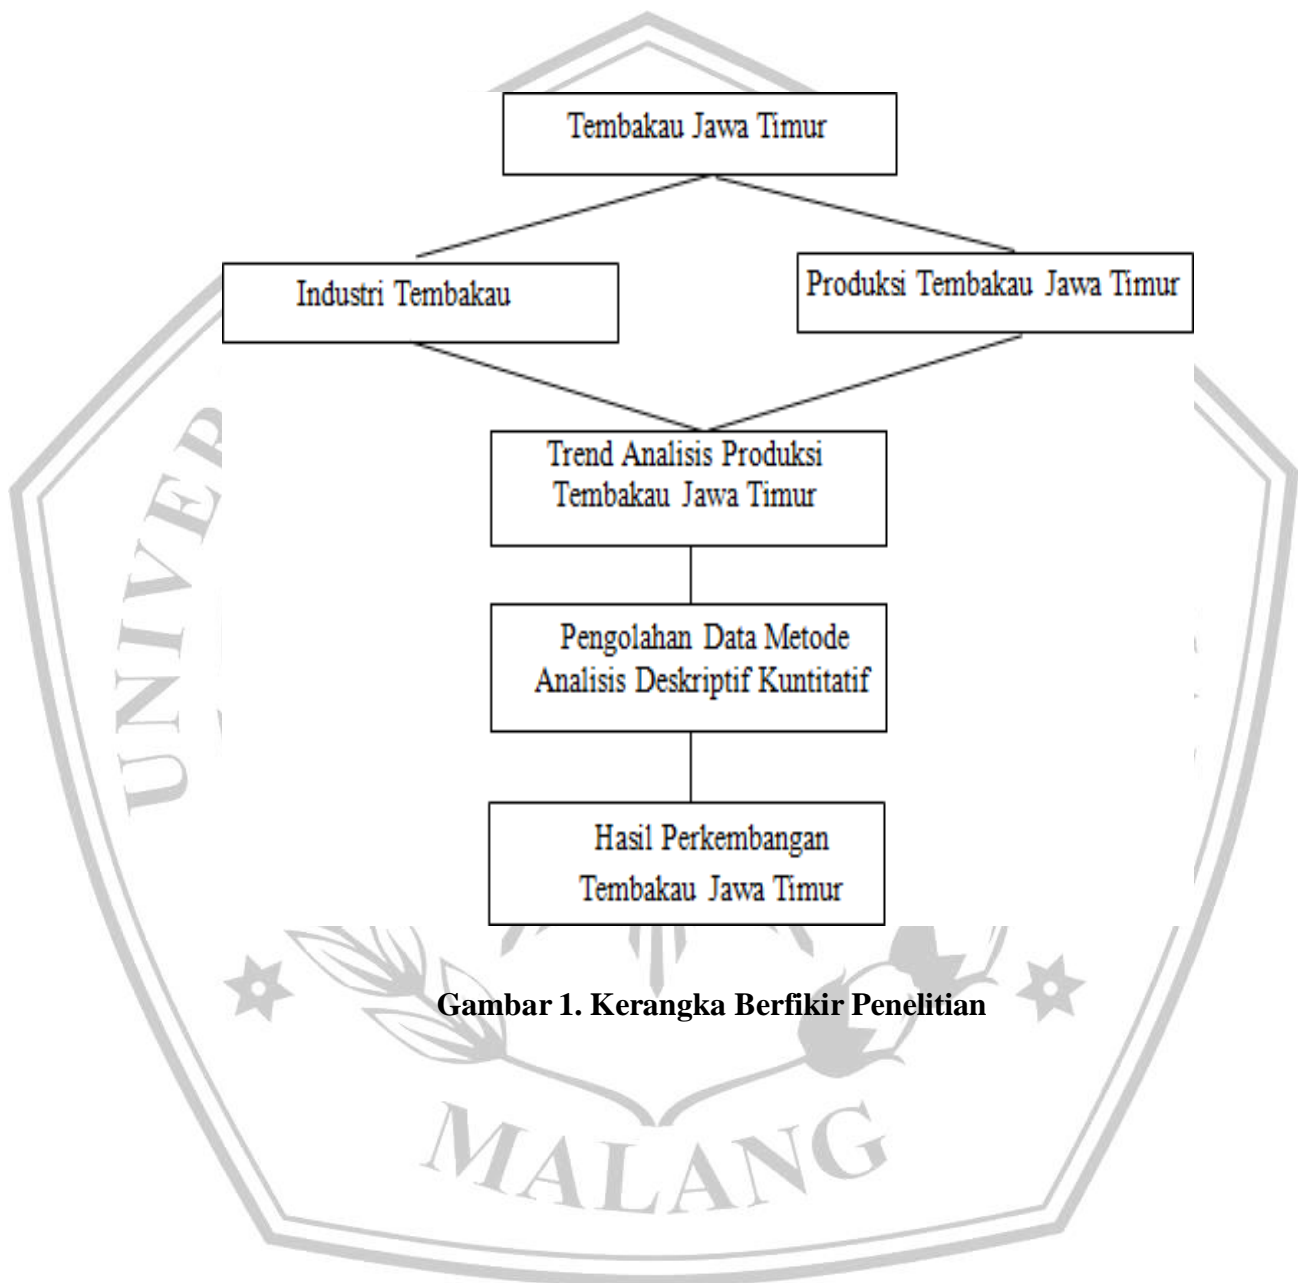 Tembakau Jawa Timur
Industri Tembakau
Produksi Tembakau Jawa Timur
Trend Analisis Produksi
Tembakau Jawa Timur
Pengolahan Data Metode
Analisis Deskriptif Kuntitatif
Hasil Perkembangan
Tembakau Jawa Timur
Gambar 1. Kerangka Berfikir Penelitian
UNIVER
MALANG